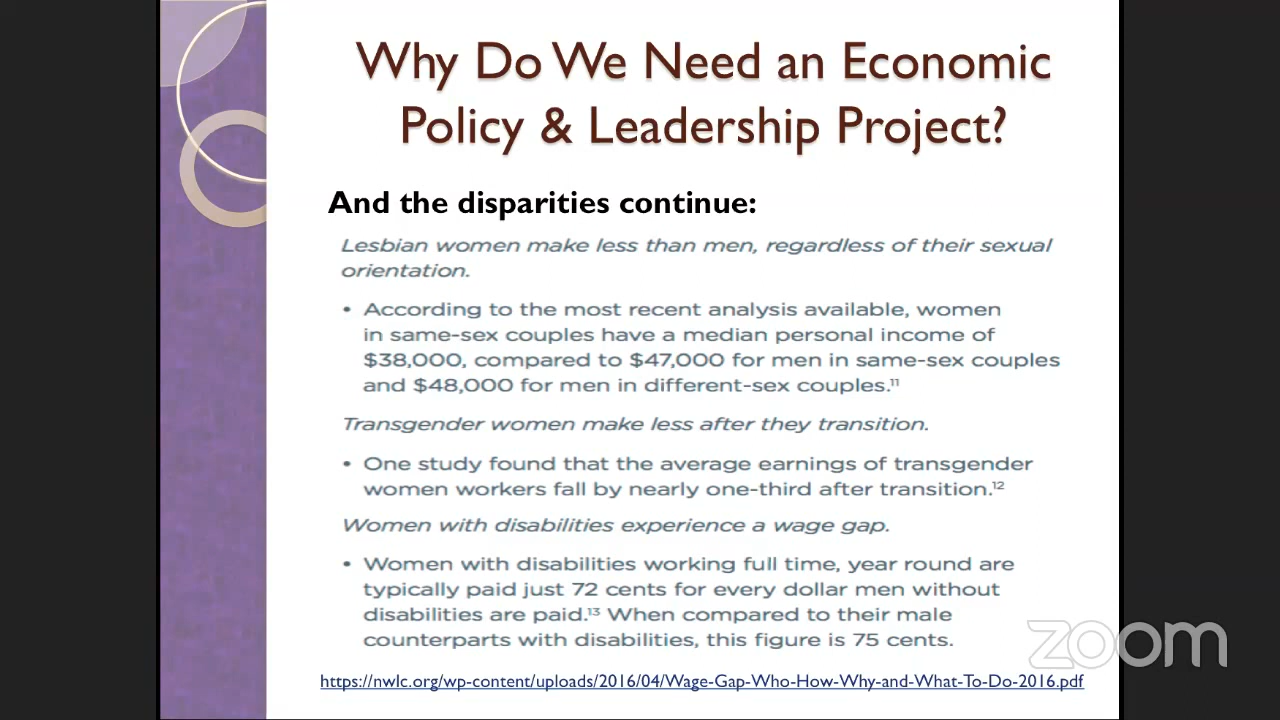 Why Do We Need an Economic
Policy & Leadership Project?
And the disparities continue:
Lesbian women make less than men, regardless of their sexual
orientation.
• According to the most recent analysis available, women
in same-sex couples have a median personal income of
$38,000, compared to $47,000 for men in same-sex couples
and $48,000 for men in different-sex couples.¹¹
Transgender women make less after they transition.
• One study found that the average earnings of transgender
women workers fall by nearly one-third after transition.¹²
Women with disabilities experience a wage gap.
• Women with disabilities working full time, year round are
typically paid just 72 cents for every dollar men without
disabilities are paid.¹³ When compared to their male
counterparts with disabilities, this figure is 75 cents.
zoom
https://nwlc.org/wp-content/uploads/2016/04/Wage-Gap-Who-How-Why-and-What-To-Do-2016.pdf